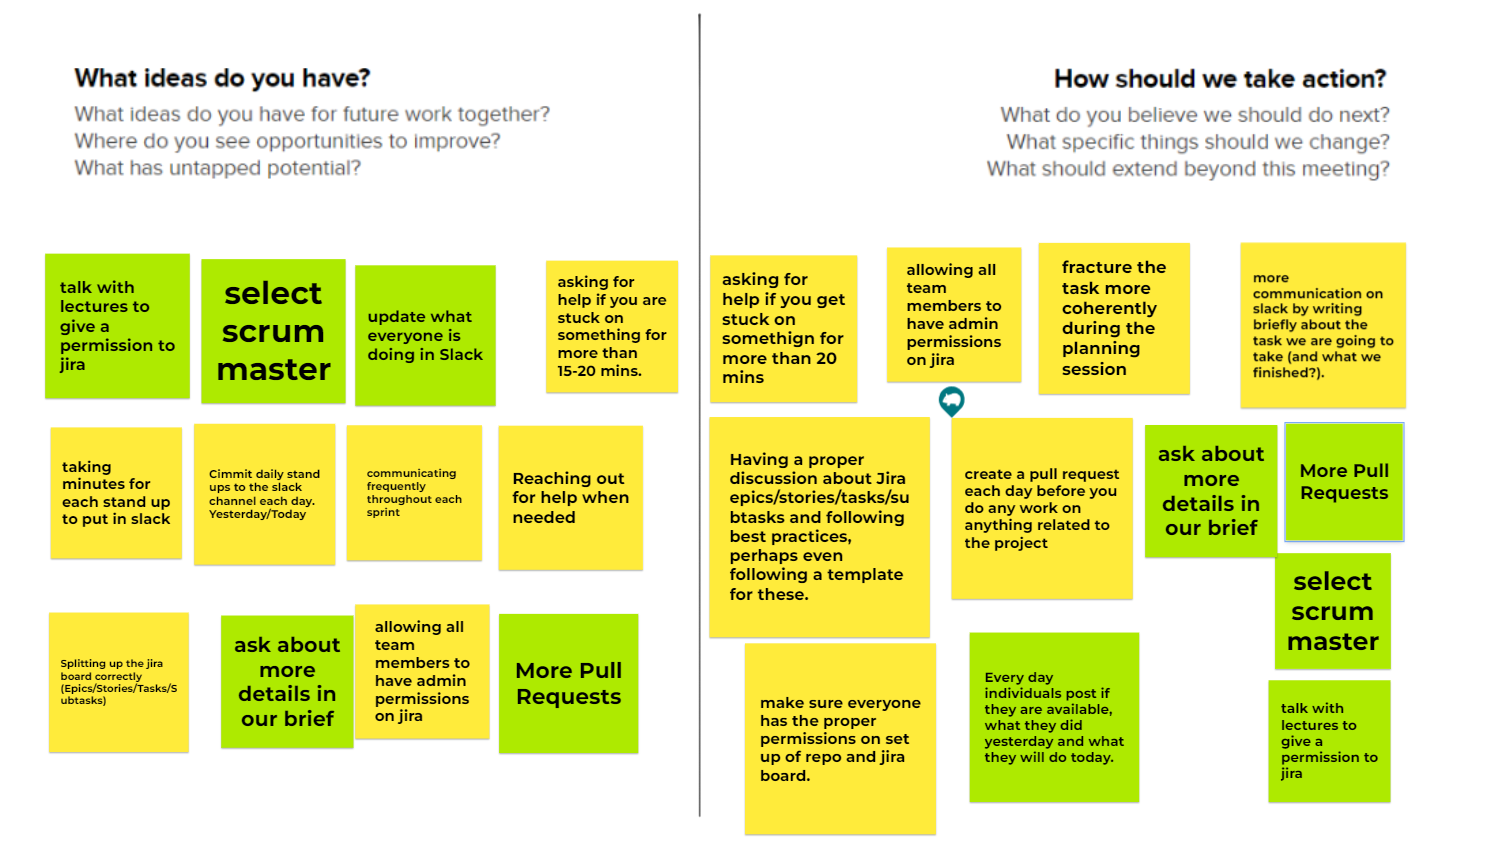 What ideas do you have?
What ideas do you have for future work together?
Where do you see opportunities to improve?
What has untapped potential?
talk with
lectures to
give a
permission to
jira
select
scrum
master
update what
everyone is
doing in Slack
asking for
help if you are
stuck on
something for
more than
15-20 mins.
taking
minutes for
each stand up
to put in slack
Cimmit daily stand
ups to the slack
channel each day.
Yesterday/Today
communicating
frequently
throughout each
sprint
Reaching out
for help when
needed
Splitting up the jira
board correctly
(Epics/Stories/Tasks/S
ubtasks)
ask about
more
details in
our brief
allowing all
team
members to
have admin
permissions
on jira
More Pull
Requests
How should we take action?
What do you believe we should do next?
What specific things should we change?
What should extend beyond this meeting?
asking for
help if you get
stuck on
somethign for
more than 20
mins
allowing all
team
members to
have admin
permissions
on jira
fracture the
task more
coherently
during the
planning
session
more
communication on
slack by writing
briefly about the
task we are going to
take (and what we
finished?).
Having a proper
discussion about Jira
epics/stories/tasks/su
btasks and following
best practices,
perhaps even
following a template
for these.
create a pull request
each day before you
do any work on
anything related to
the project
ask about
more
details in
our brief
More Pull
Requests
select
scrum
master
make sure everyone
has the proper
permissions on set
up of repo and jira
board.
Every day
individuals post if
they are available,
what they did
yesterday and what
they will do today.
talk with
lectures to
give a
permission to
jira